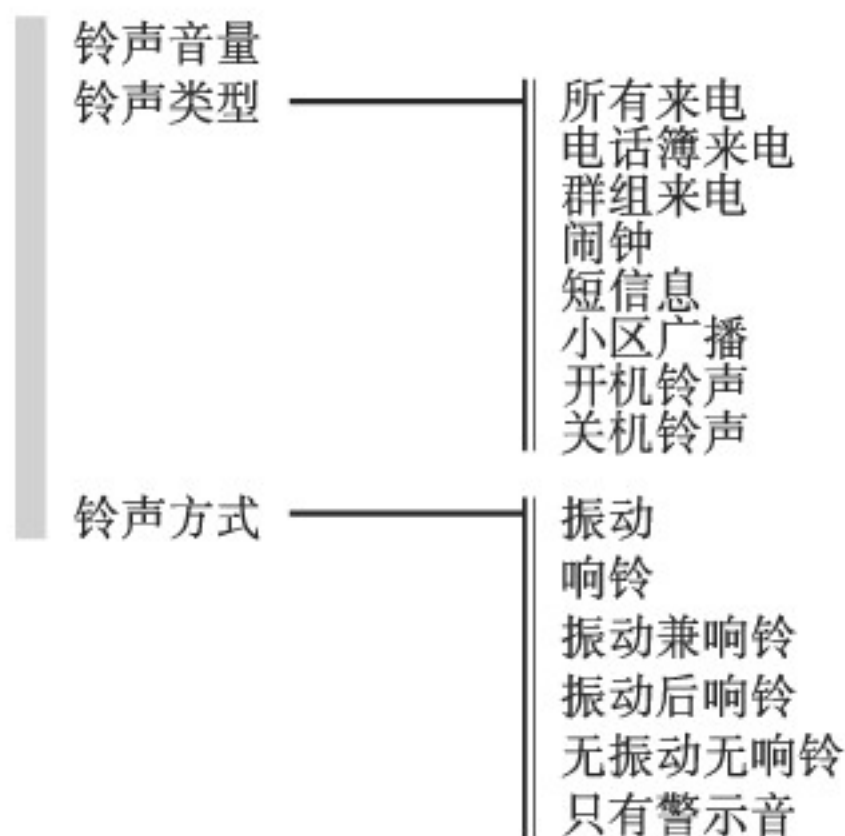 铃声音量
铃声类型
所有来电
电话簿来电
群组来电
闹钟
短信息
小区广播
开机铃声
关机铃声
铃声方式
振动
响铃
振动兼响铃
振动后响铃
无振动无响铃
只有警示音